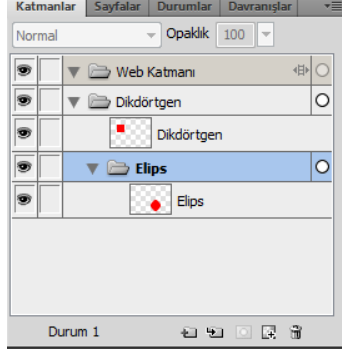 Katmanlar Sayfalar Durumlar Davranışlar
Normal Opaklık 100
Web Katmanı
Dikdörtgen
Dikdörtgen
Elips
Elips
Durum 1